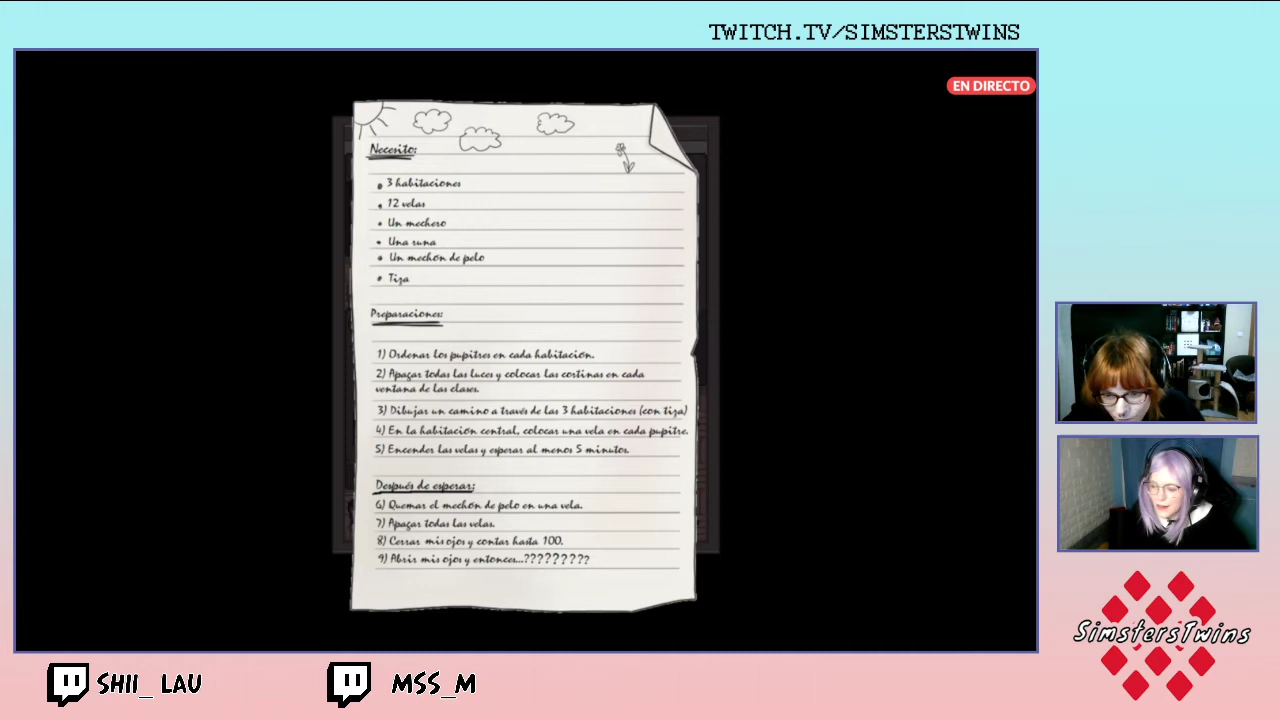 TWITCH.TV/SIMSTERSTWINS
EN DIRECTO
Necesito:
• 3 habitaciones
• 12 velas
• Un mechero
• Una runa
• Un mechón de pelo
• Tiza
Preparaciones:
1) Ordenar los pupitres en cada habitación.
2) Apagar todas las luces y colocar las cortinas en cada
ventana de las clases.
3) Dibujar un camino a través de las 3 habitaciones (con tiza)
4) En la habitación central, colocar una vela en cada pupitre.
5) Encender las velas y esperar al menos 5 minutos.
Después de esperar:
6) Quemar el mechón de pelo en una vela.
7) Apagar todas las velas.
8) Cerrar mis ojos y contar hasta 100.
9) Abrir mis ojos y entonces...?????????
SimstersTwins
SHII_LAU
MSS_M